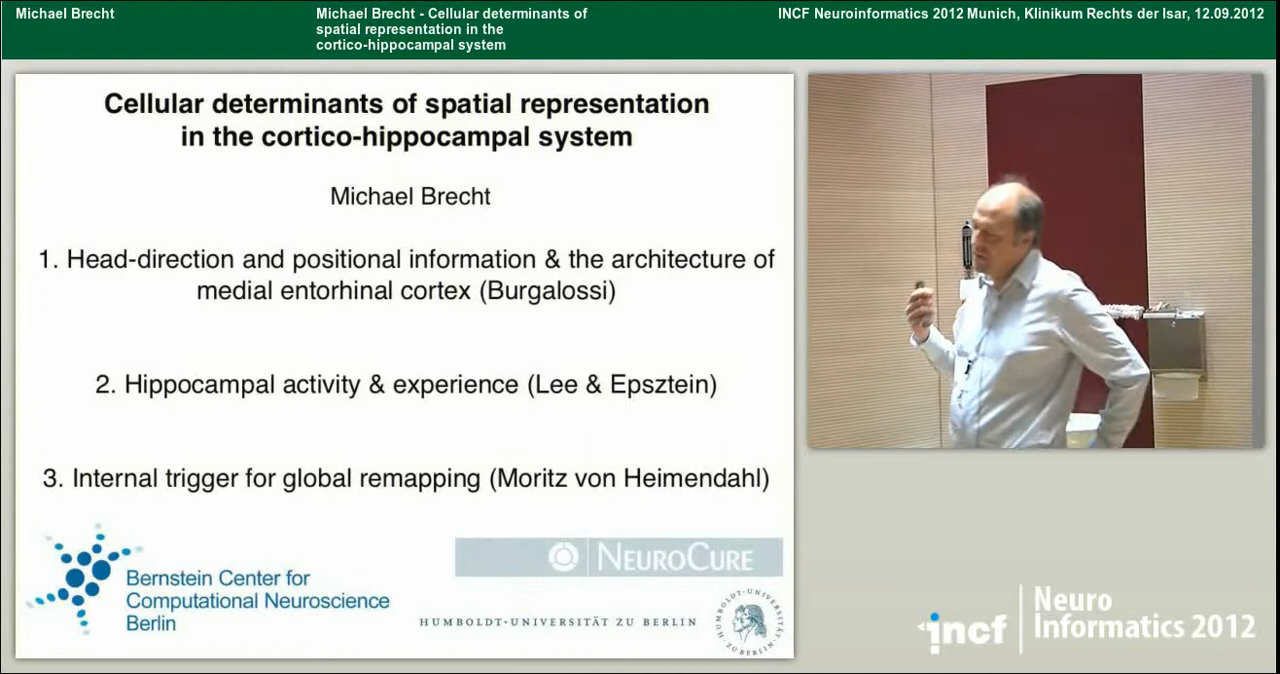 Michael Brecht
Michael Brecht - Cellular determinants of
spatial representation in the
cortico-hippocampal system
INCF Neuroinformatics 2012 Munich, Klinikum Rechts der Isar, 12.09.2012
Cellular determinants of spatial representation
in the cortico-hippocampal system
Michael Brecht
1. Head-direction and positional information & the architecture of
medial entorhinal cortex (Burgalossi)
2. Hippocampal activity & experience (Lee & Epsztein)
3. Internal trigger for global remapping (Moritz von Heimendahl)
Bernstein Center for
Computational Neuroscience
Berlin
NEUROCURE
HUMBOLDT-UNIVERSITÄT ZU BERLIN
HUMBOLDT-UNIVERSITÄT
ZU BERLIN
incf
Neuro
Informatics 2012